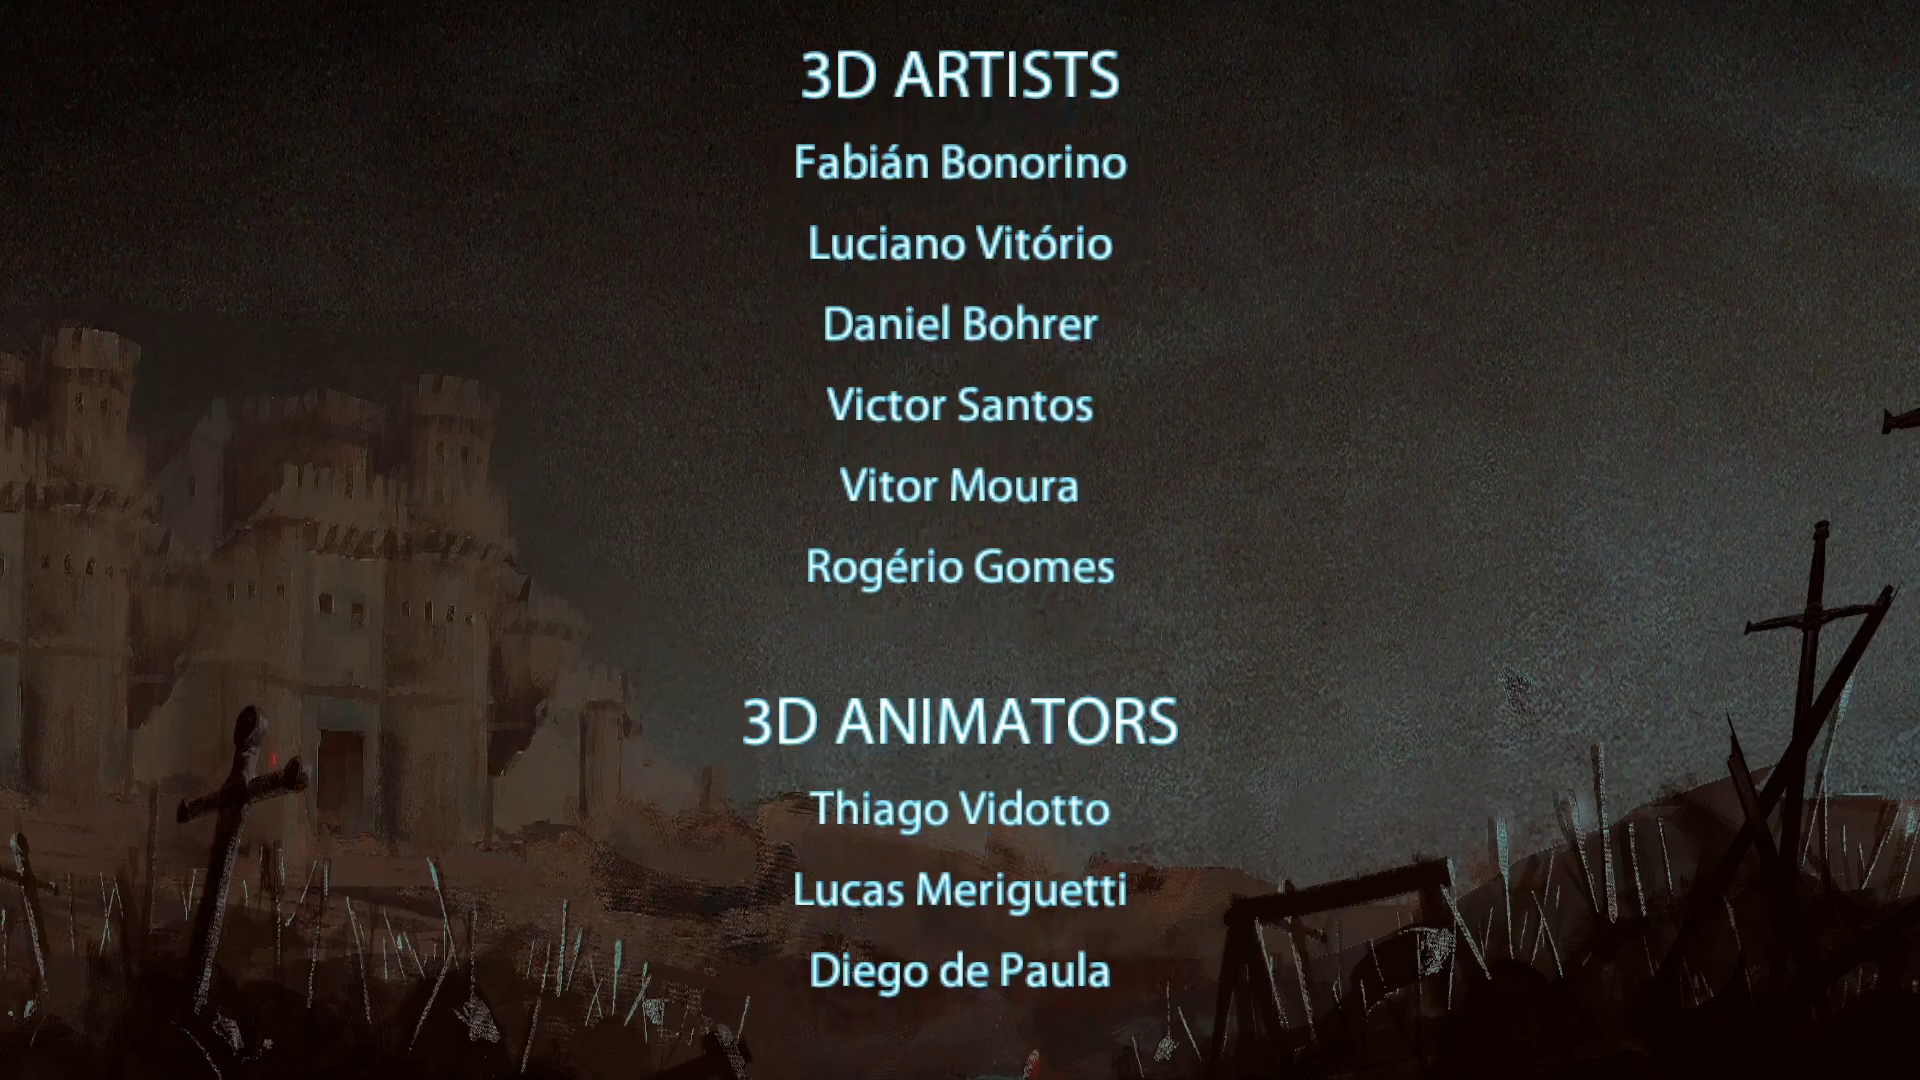 3D ARTISTS
Fabián Bonorino
Luciano Vitório
Daniel Bohrer
Victor Santos
Vitor Moura
Rogério Gomes
3D ANIMATORS
Thiago Vidotto
Lucas Meriguetti
Diego de Paula